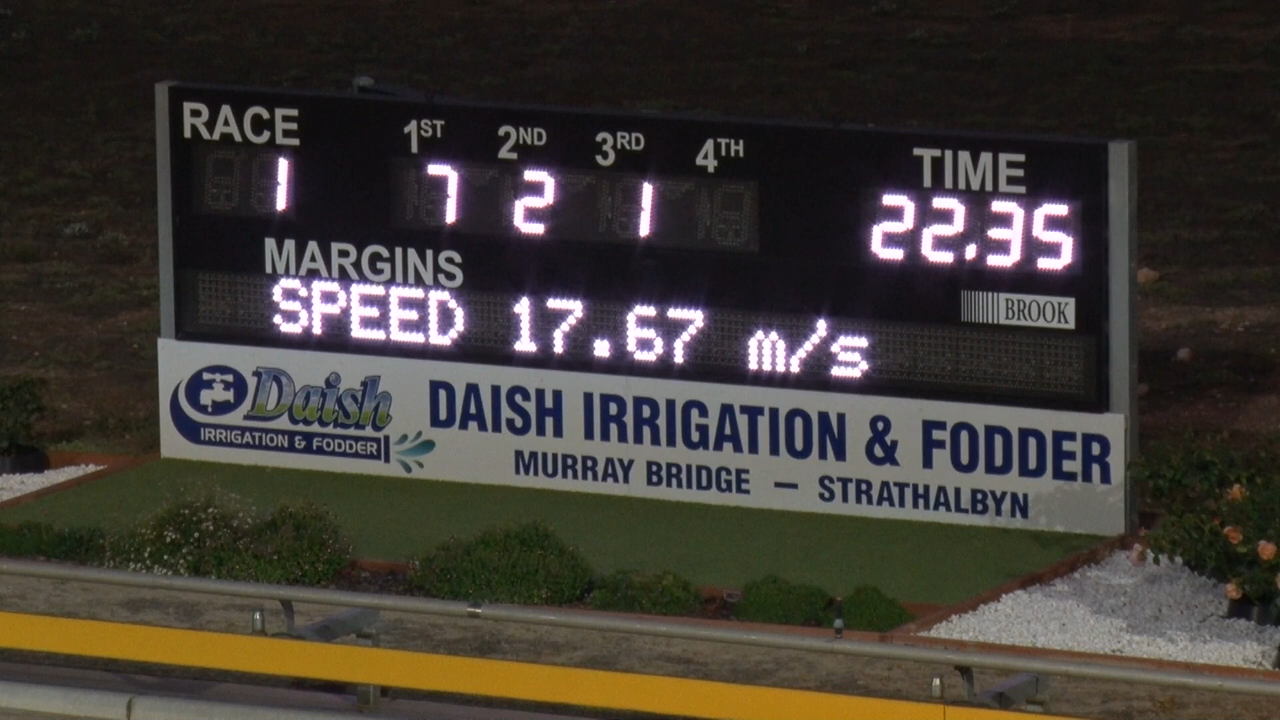 RACE 1ST 2ND 3RD 4TH TIME
1 7 2 1 22.35
MARGINS
SPEED 17.67 m/s
BROOK
Daish
IRRIGATION & FODDER
DAISH IRRIGATION & FODDER
MURRAY BRIDGE — STRATHALBYN